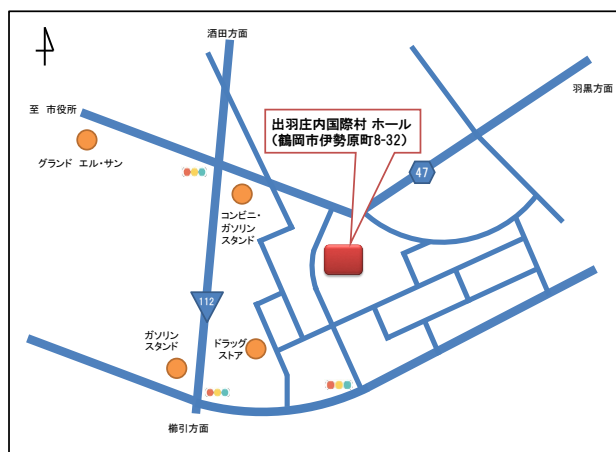 酒田方面
羽黒方面
至 市役所
出羽庄内国際村 ホール
(鶴岡市伊勢原町8-32)
グランド エル・サン
47
コンビニ・
ガソリン
スタンド
112
ガソリン
スタンド
ドラッグ
ストア
櫛引方面